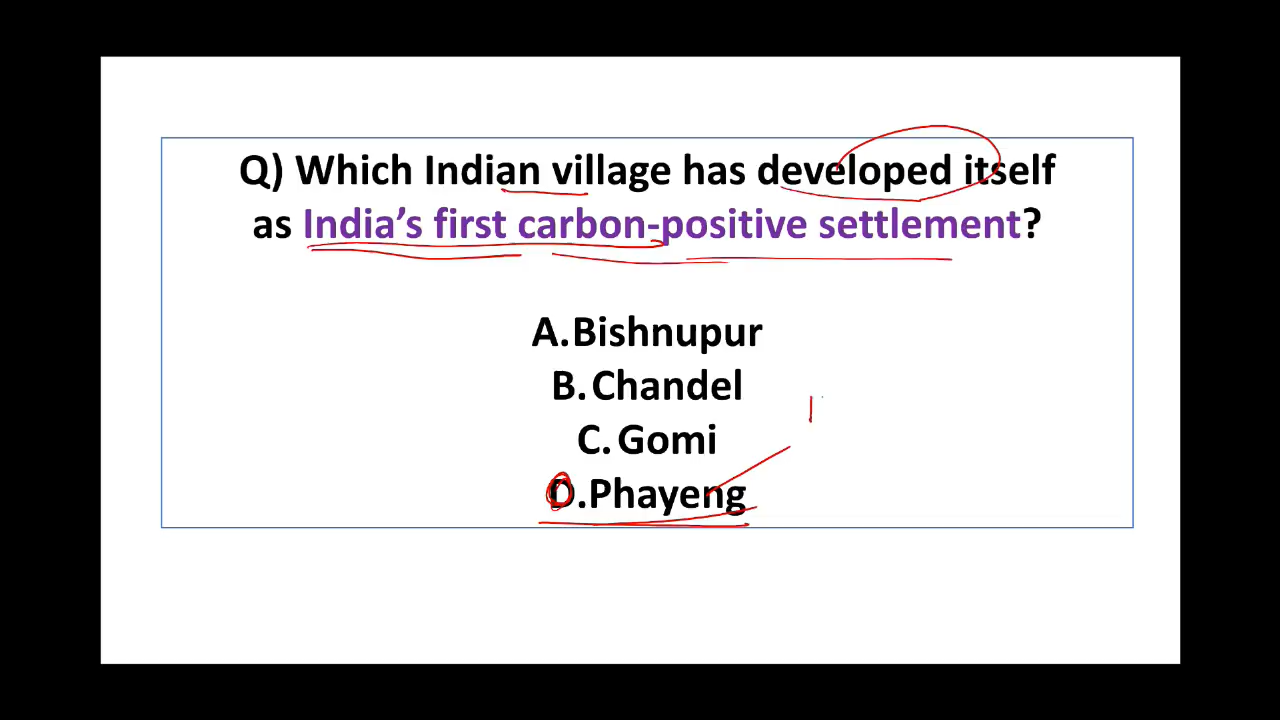 Q) Which Indian village has developed itself
as India’s first carbon-positive settlement?
A.Bishnupur
B.Chandel
C.Gomi
D.Phayeng